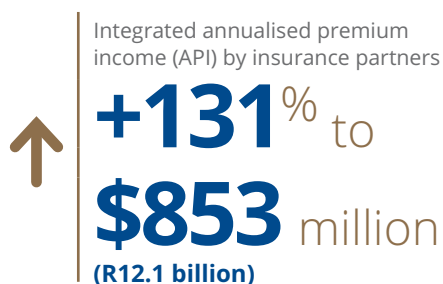 Integrated annualised premium
income (API) by insurance partners
+131% to
$853 million
(R12.1 billion)